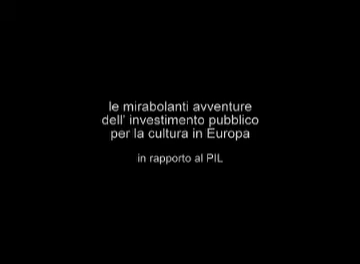 le mirabolanti avventure
dell' investimento pubblico
per la cultura in Europa
in rapporto al PIL